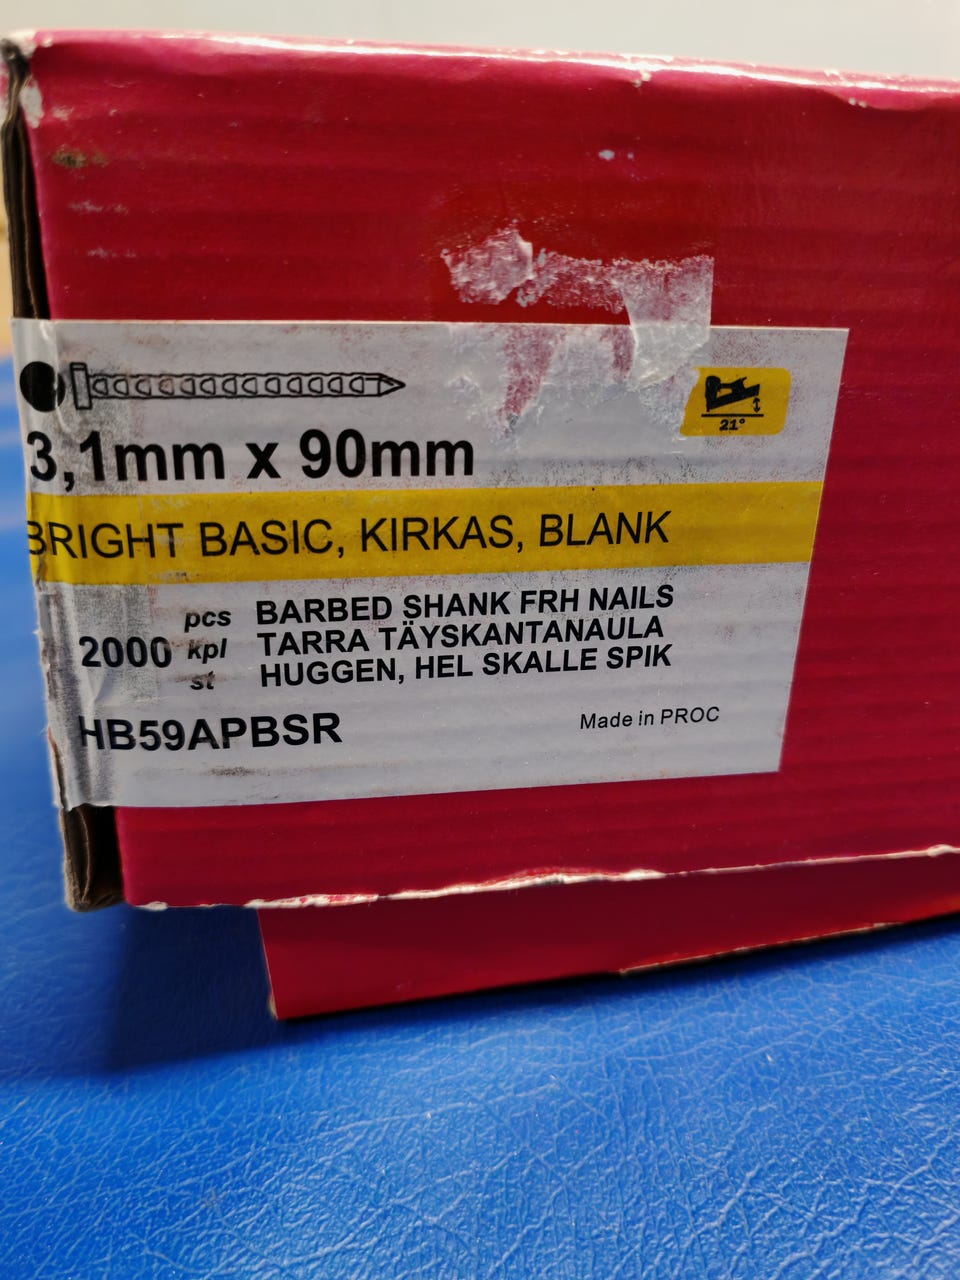 21°
3,1mm x 90mm
BRIGHT BASIC, KIRKAS, BLANK
pcs BARBED SHANK FRH NAILS
2000 kpl TARRA TÄYSKANTANAULA
st HUGGEN, HEL SKALLE SPIK
HB59APBSR Made in PROC